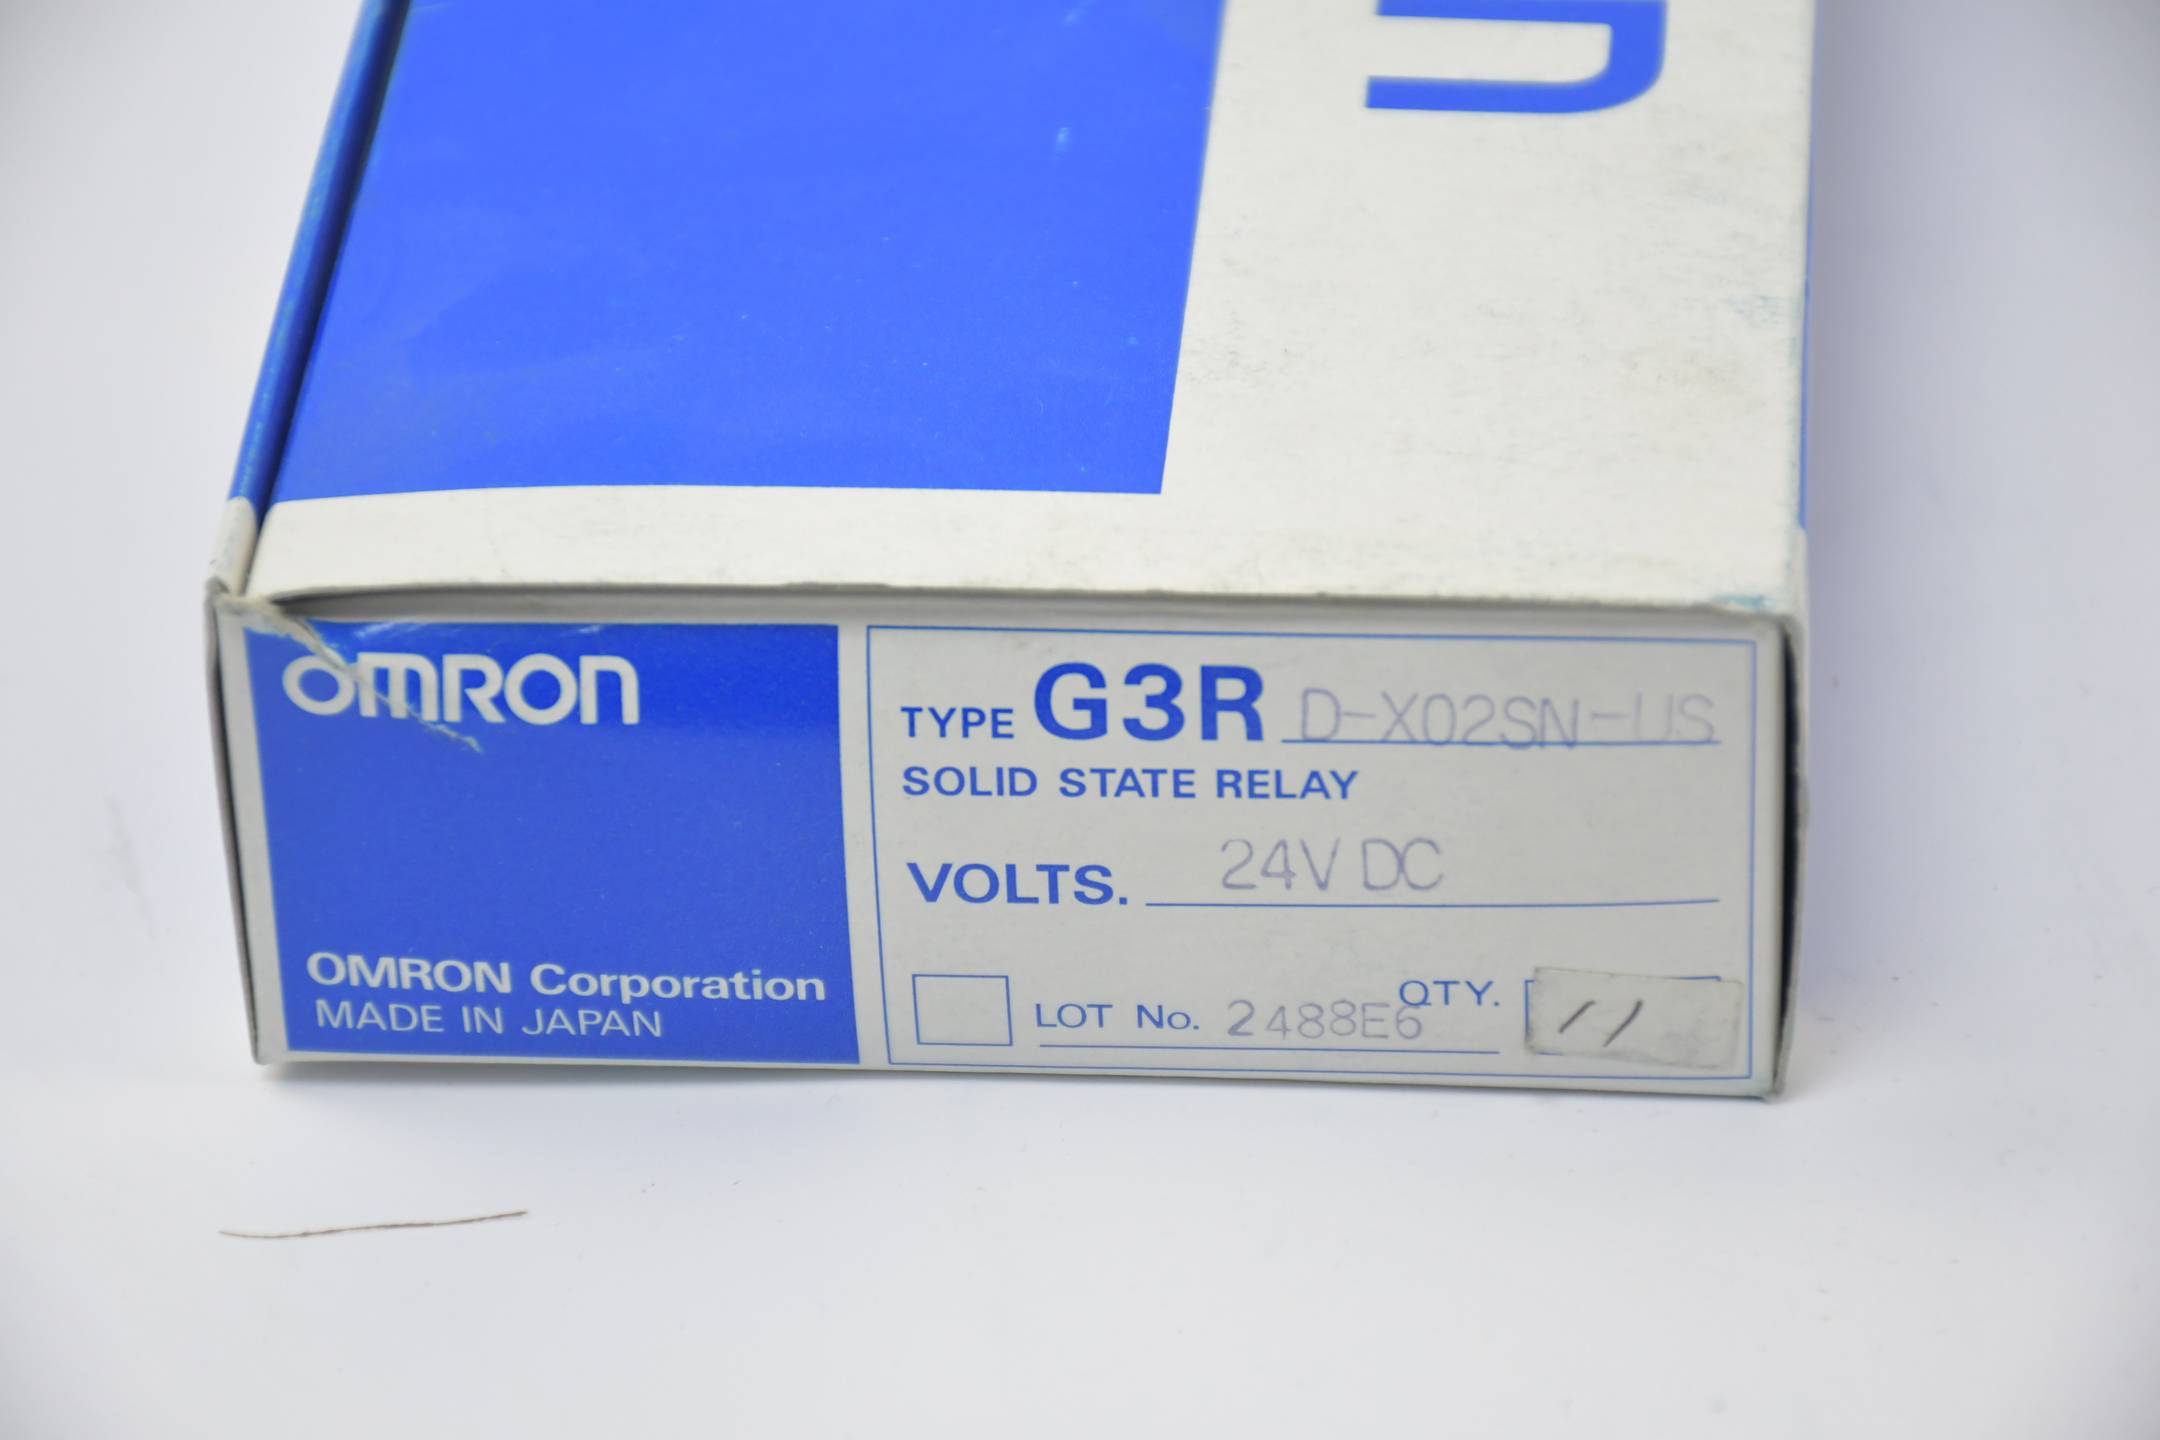 OMRON
OMRON Corporation
MADE IN JAPAN
TYPE G3R D-X02SN-US
SOLID STATE RELAY
VOLTS. 24V DC
LOT No. 2488E6 QTY. 11